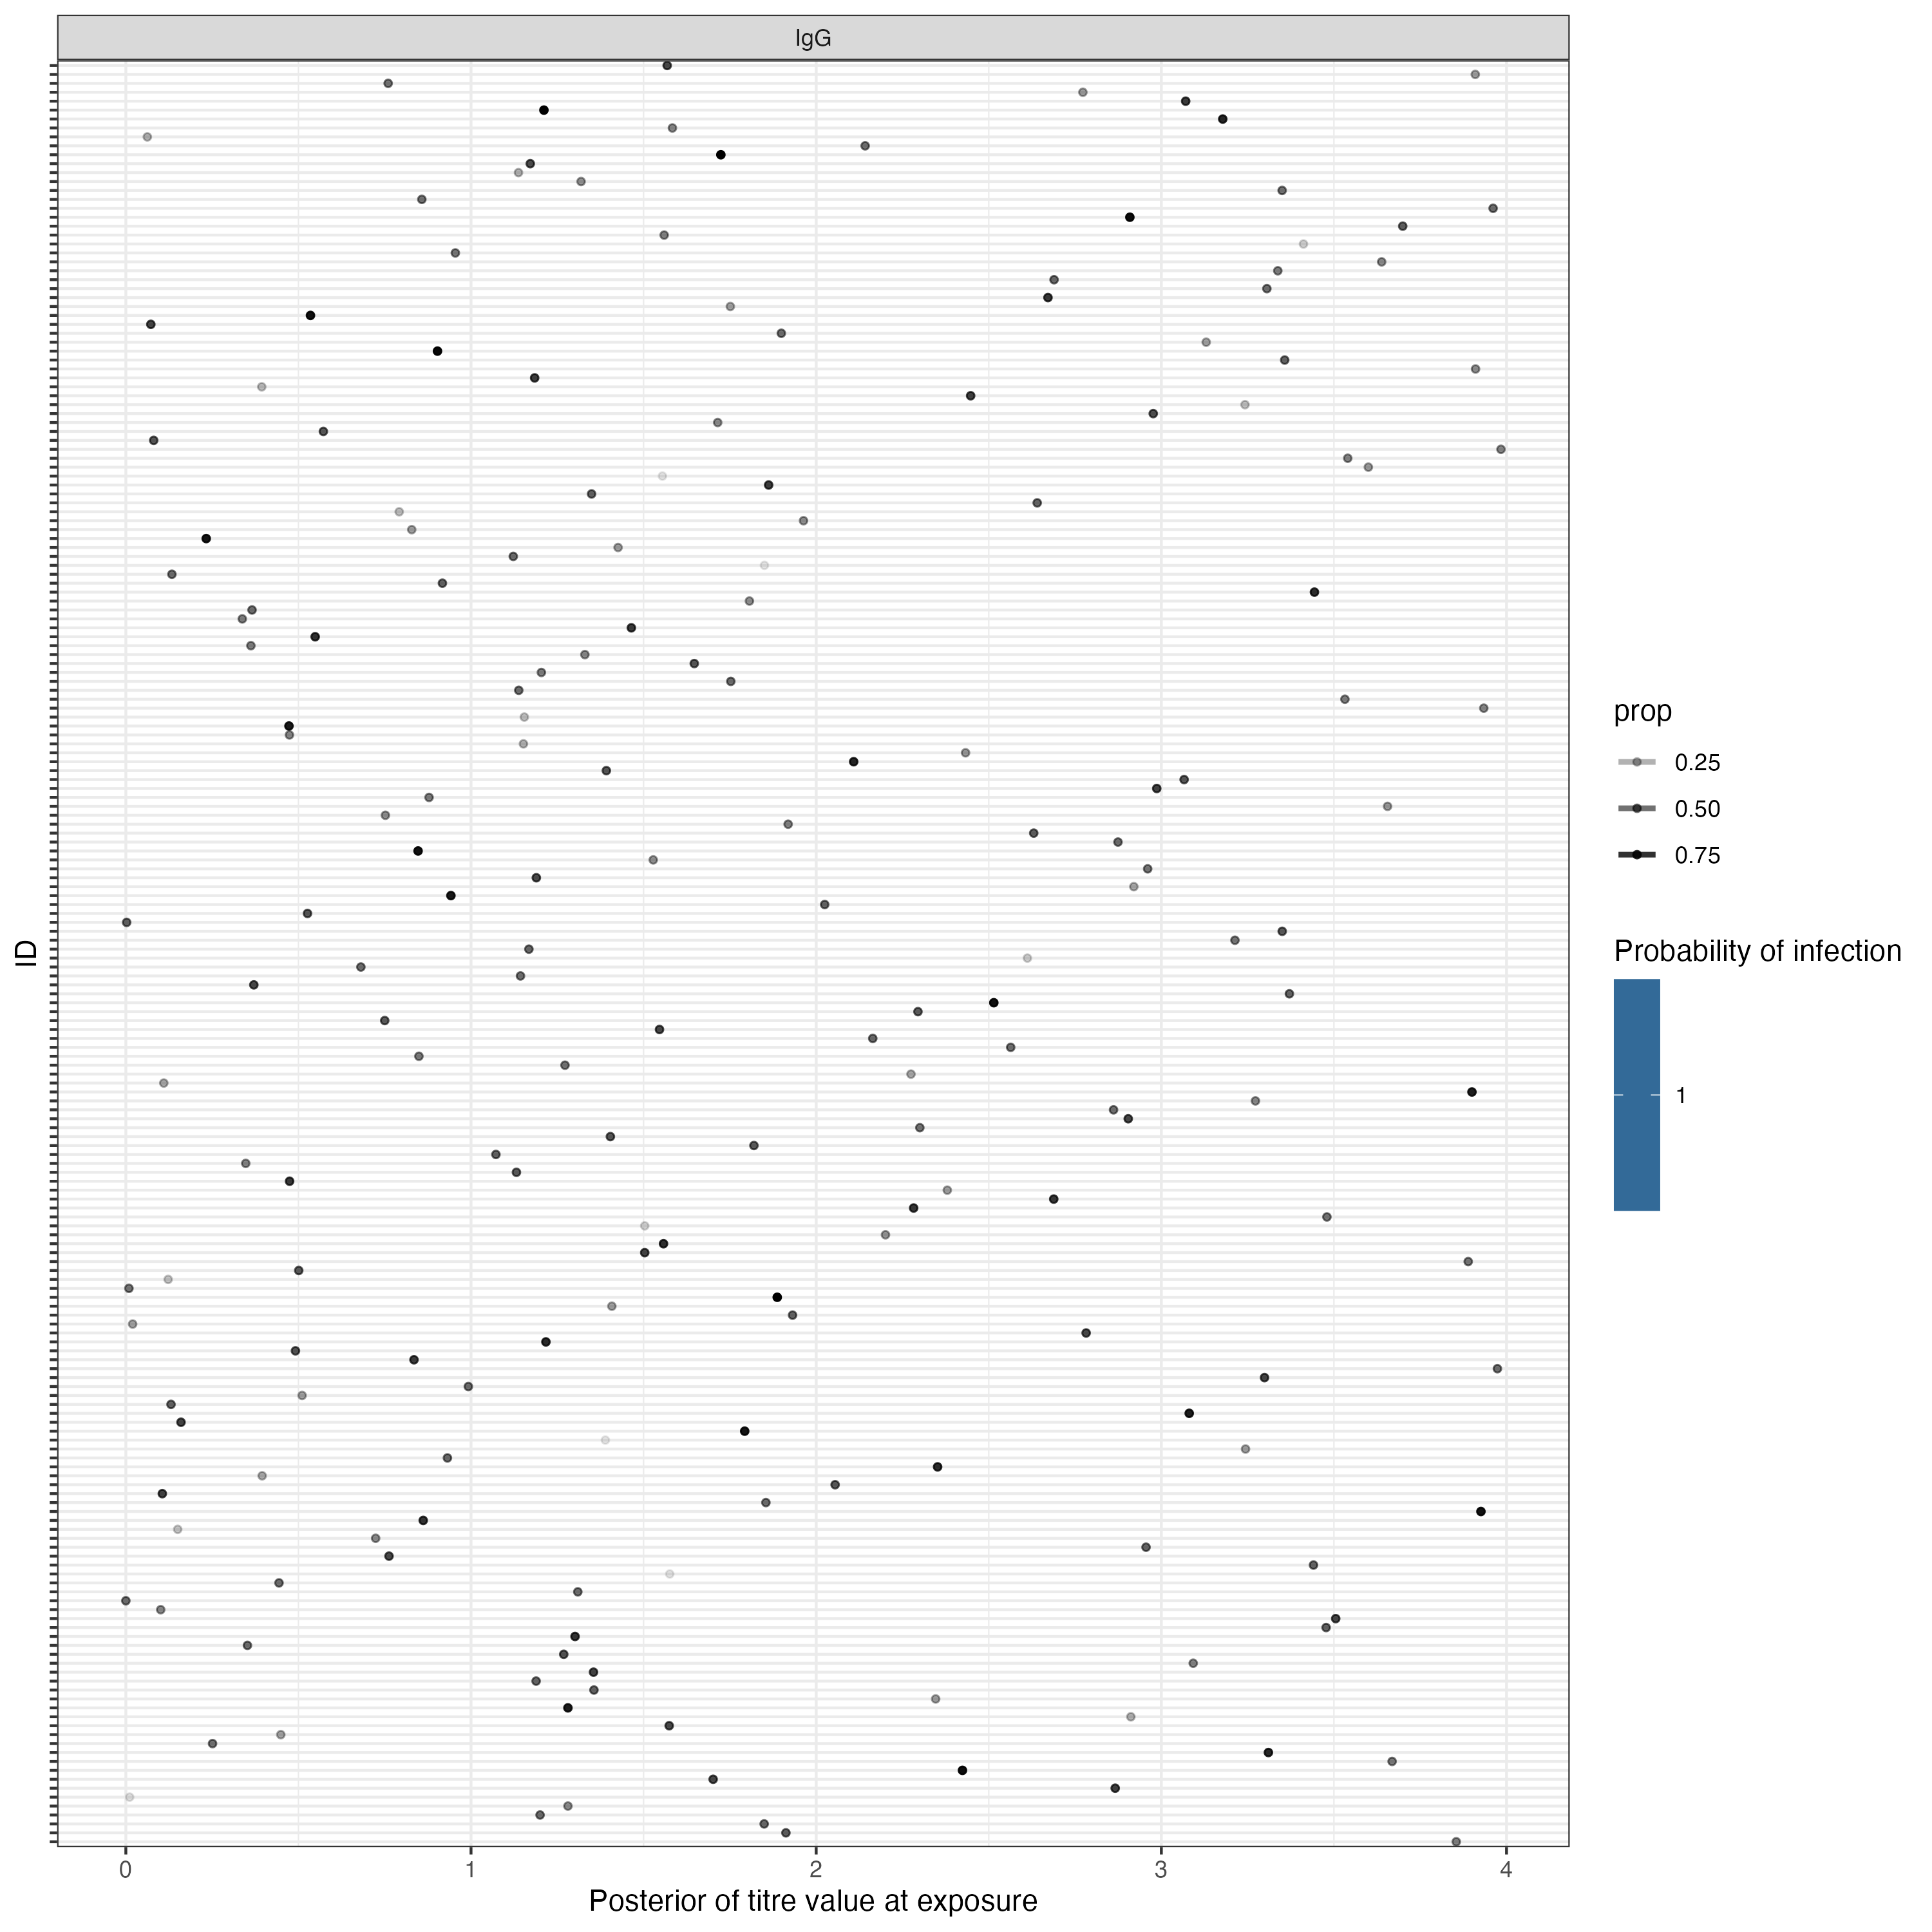 IgG
ID
0 1 2 3 4
Posterior of titre value at exposure
prop
0.25
0.50
0.75
Probability of infection
1